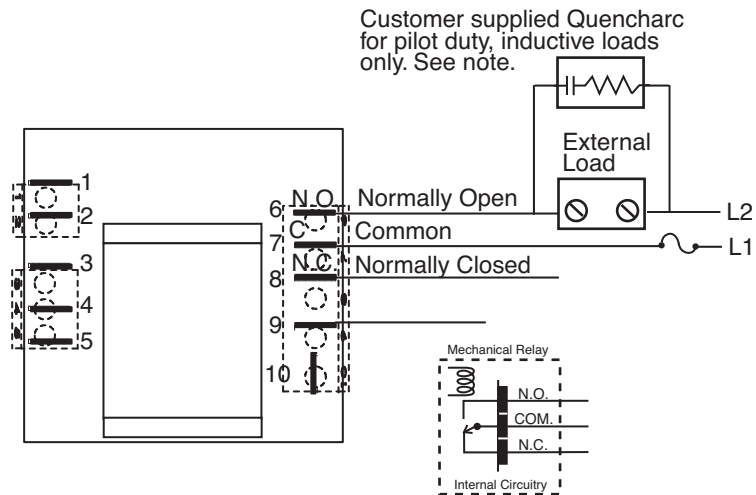 Customer supplied Quencharc
for pilot duty, inductive loads
only. See note.
External
Load
1
2
3
4
5
6 N.O. Normally Open
L2
7 C Common
L1
8 N.C. Normally Closed
9
10
Mechanical Relay
N.O.
COM.
N.C.
Internal Circuitry